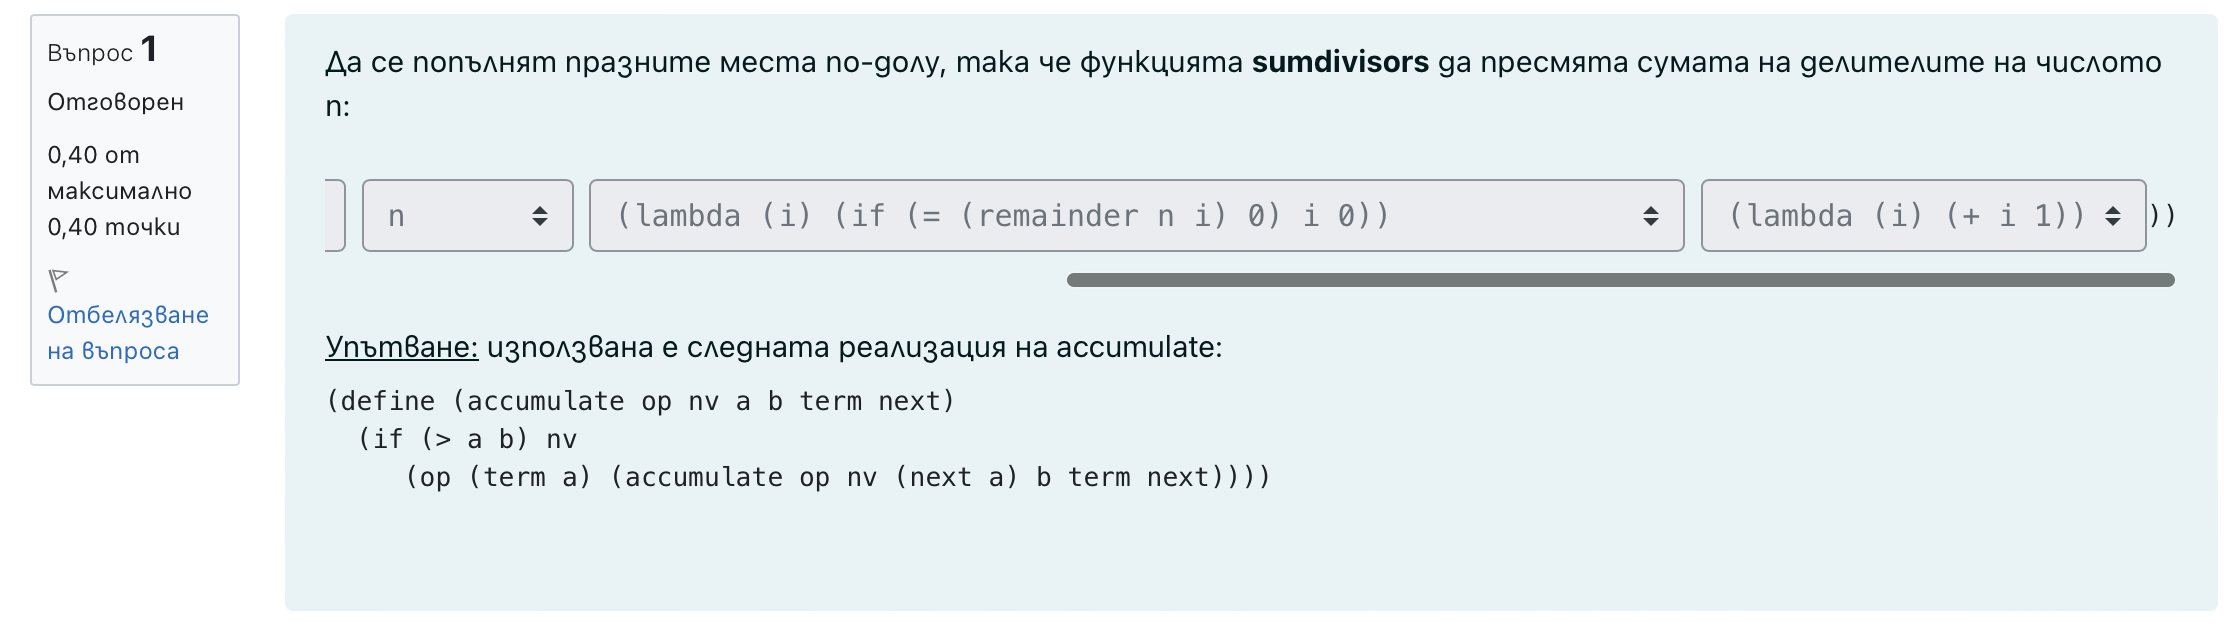 Въпрос 1
Отговорен
0,40 от
максимално
0,40 точки
Отбелязване
на въпроса
Да се попълнят празните места по-долу, така че функцията sumdivisors да пресмята сумата на делителите на числото
n:
n (lambda (i) (if (= (remainder n i) 0) i 0)) (lambda (i) (+ i 1)) ))
Упътване: използвана е следната реализация на accumulate:
(define (accumulate op nv a b term next)
  (if (> a b) nv
     (op (term a) (accumulate op nv (next a) b term next))))